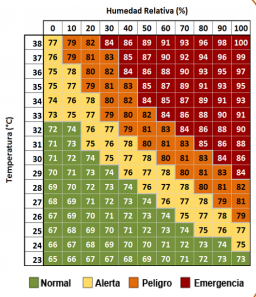 Humedad Relativa (%)
0 10 20 30 40 50 60 70 80 90 100
38 77 79 82 84 86 89 91 93 96 98 100
37 76 79 81 83 85 87 90 92 94 96 99
36 75 78 80 82 84 86 88 90 93 95 97
35 75 77 79 81 83 85 87 89 91 93 95
34 74 76 78 80 82 84 85 87 89 91 93
33 73 75 77 79 80 82 84 86 88 90 91
32 72 74 76 77 79 81 83 84 86 88 90
31 71 73 75 76 78 80 81 83 85 86 88
30 71 72 74 75 77 78 80 81 83 84 86
29 70 71 73 74 76 77 78 80 81 83 84
28 69 70 72 73 74 76 77 78 80 81 82
27 68 69 71 72 73 74 76 77 78 79 81
26 67 69 70 71 72 73 74 75 77 78 79
25 67 68 69 70 71 72 73 74 75 76 77
24 66 67 68 69 70 70 71 72 73 74 75
23 65 66 67 67 68 69 70 71 72 72 73
Temperatura (°C)
Normal Alerta Peligro Emergencia